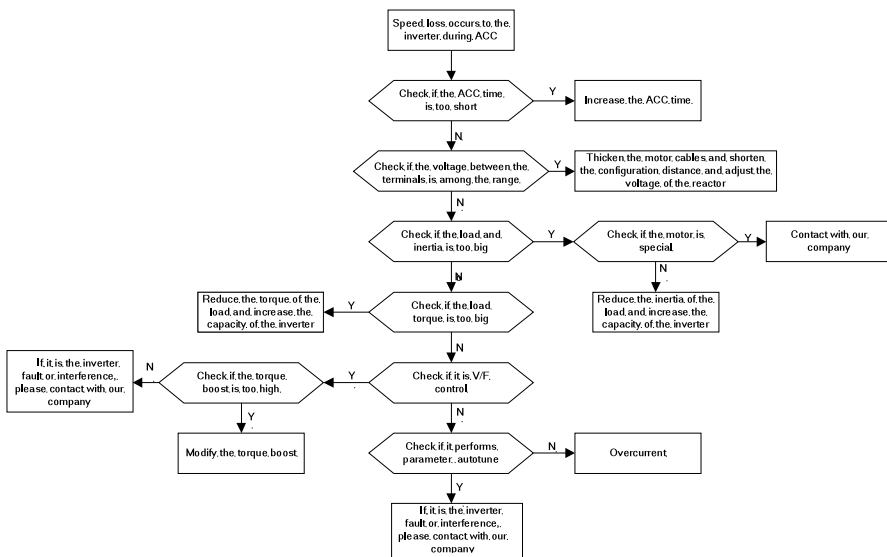 Speed loss occurs to the
inverter during ACC
Check if the ACC time
is too short
Y
Increase the ACC time.
N
Check if the voltage between the
terminals is among the range.
Y
Thicken the motor cables and shorten
the configuration distance and adjust the
voltage of the reactor
N
Check if the load and
inertia is too big
Y
Check if the motor is
special
Y
Contact with our
company
N
N
Reduce the torque of the
load and increase the
capacity of the inverter
Y
Check if the load
torque is too big
Reduce the inertia of the
load and increase the
capacity of the inverter
N
If it is the inverter
fault or interference,
please contact with our
company
N
Check if the torque
boost is too high
Y
Check if it is V/F
control
Y
N
Modify the torque boost
Check if it performs
parameter autotune
N
Overcurrent
Y
If it is the inverter
fault or interference,
please contact with our
company